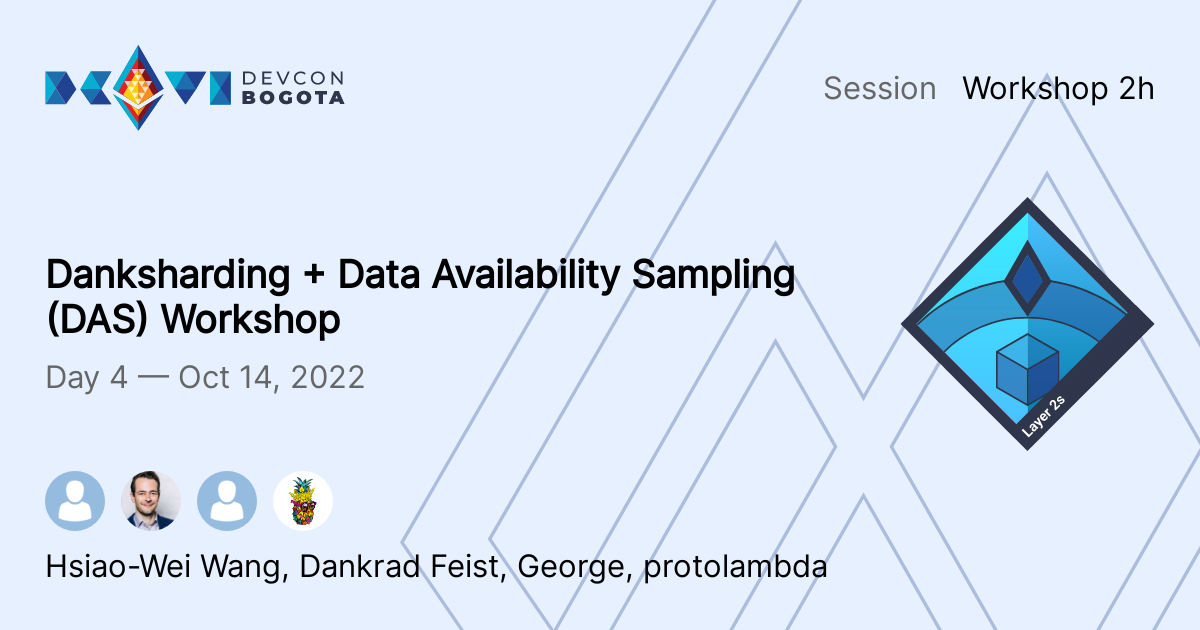 DEVCON
BOGOTA
Session Workshop 2h
Danksharding + Data Availability Sampling
(DAS) Workshop
Day 4 — Oct 14, 2022
Layer 2s
Hsiao-Wei Wang, Dankrad Feist, George, protolambda